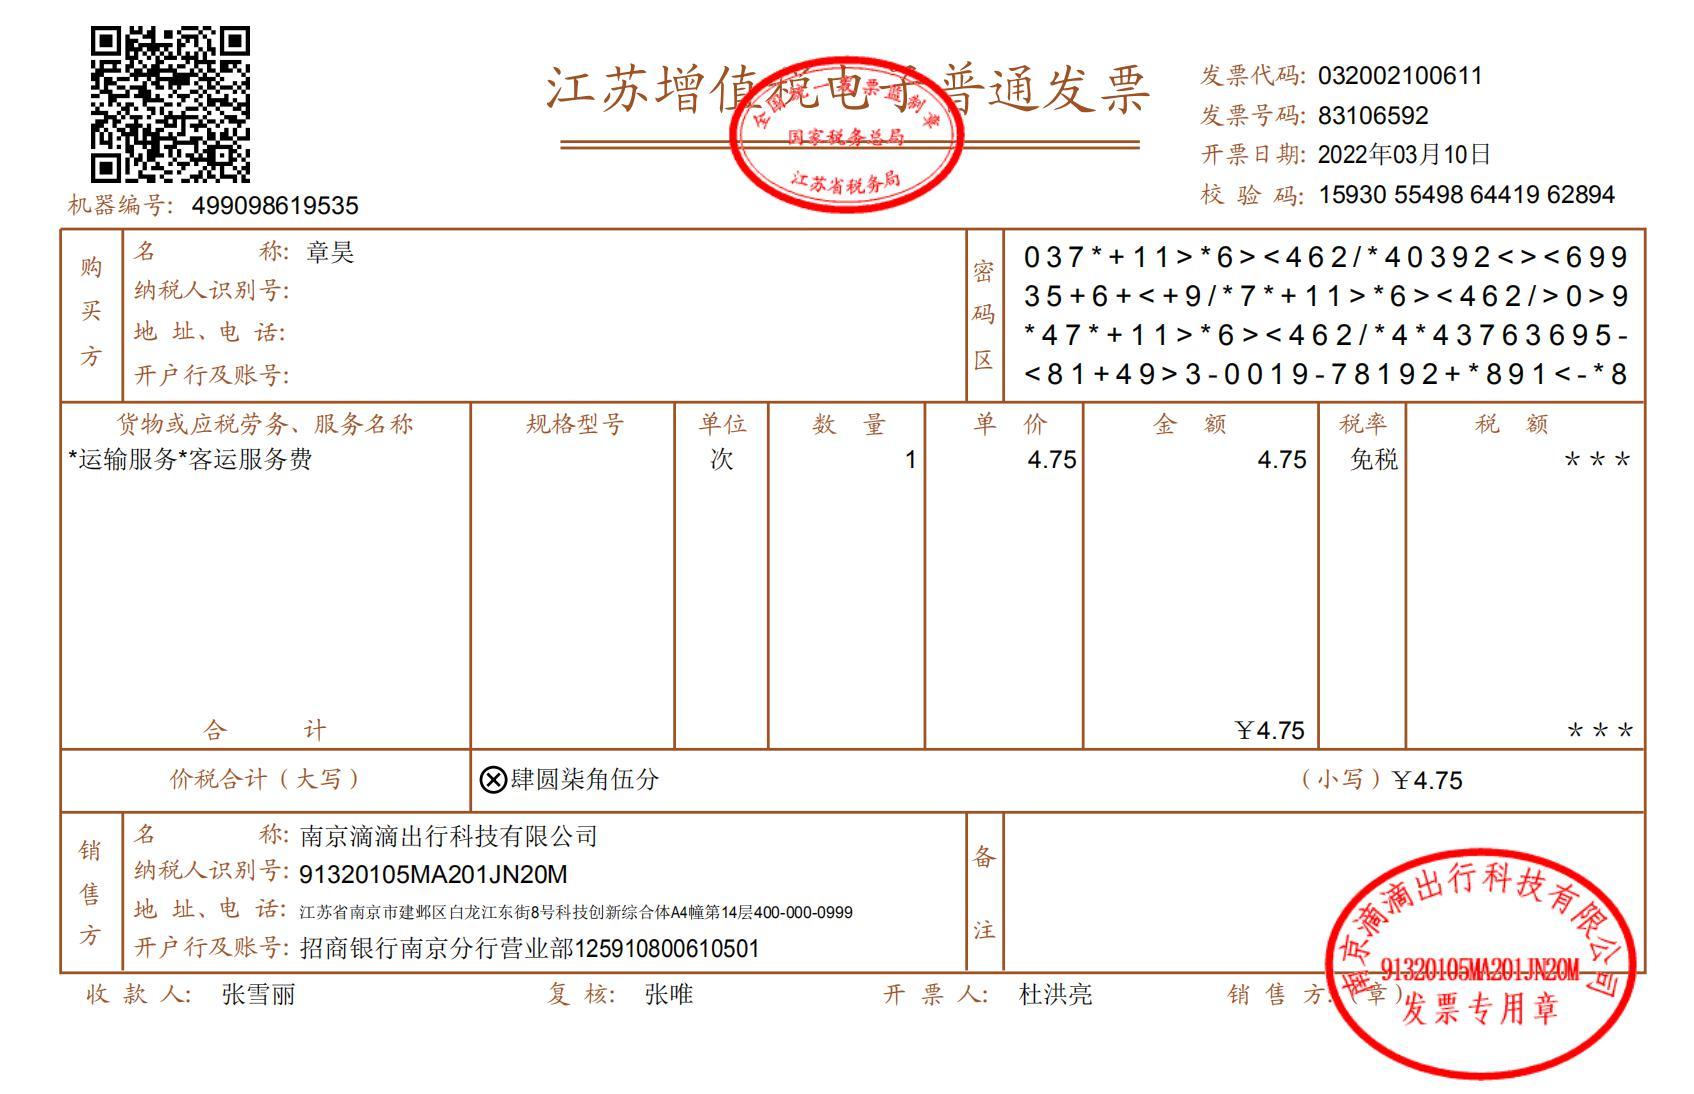 江苏增值税电子普通发票
全国统一发票监制章
国家税务总局
江苏省税务局
发票代码: 032002100611
发票号码: 83106592
开票日期: 2022年03月10日
校验码: 15930 55498 64419 62894
机器编号: 499098619535
购买方
名称: 章昊
纳税人识别号:
地址、电话:
开户行及账号:
密码区
037*+11>*6><462/*40392<><699
35+6+<+9/*7*+11>*6><462/>0>9
*47*+11>*6><462/*4*43763695-
<81+49>3-0019-78192+*891<-*8
货物或应税劳务、服务名称 规格型号 单位 数量 单价 金额 税率 税额
*运输服务*客运服务费 次 1 4.75 4.75 免税 ***
合计 ￥4.75 ***
价税合计（大写） ⊗肆圆柒角伍分 （小写）￥4.75
销售方
名称: 南京滴滴出行科技有限公司
纳税人识别号: 91320105MA201JN20M
地址、电话: 江苏省南京市建邺区白龙江东街8号科技创新综合体A4幢第14层400-000-0999
开户行及账号: 招商银行南京分行营业部125910800610501
备注
收款人: 张雪丽 复核: 张唯 开票人: 杜洪亮 销售方:（章）
南京滴滴出行科技有限公司
91320105MA201JN20M
发票专用章